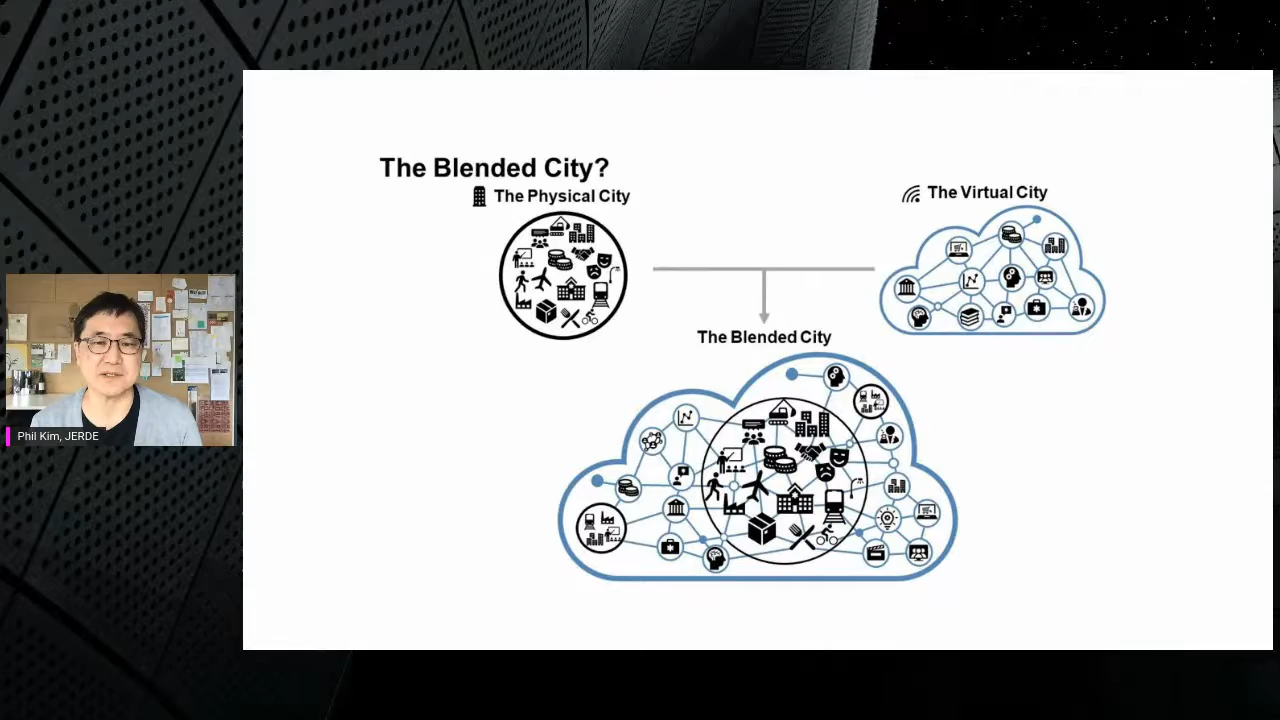 The Blended City?
The Physical City
The Virtual City
The Blended City
Phil Kim, JERDE